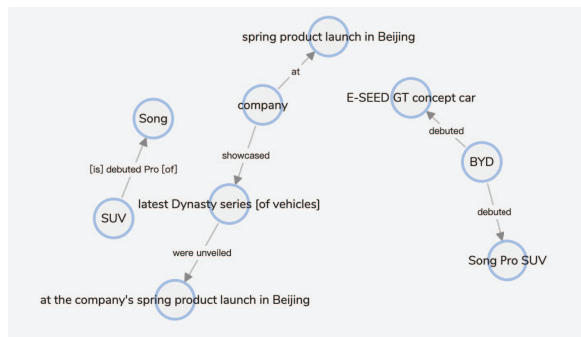 spring product launch in Beijing
at
company
E-SEED GT concept car
Song
debuted
showcased
BYD
[is] debuted Pro [of]
latest Dynasty series [of vehicles]
SUV
debuted
were unveiled
Song Pro SUV
at the company's spring product launch in Beijing